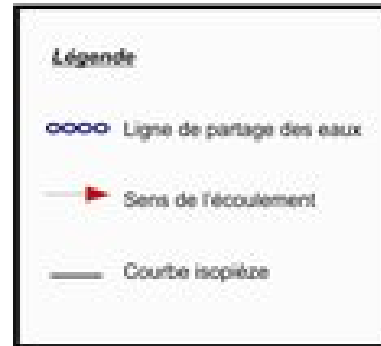 Légende
Ligne de partage des eaux
Sens de l'écoulement
Courbe isopièze